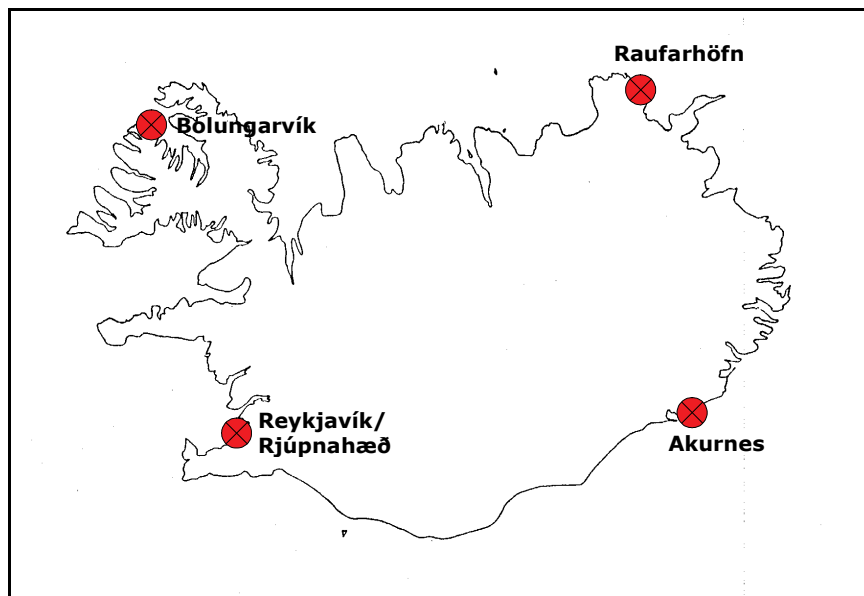 Raufarhöfn
Bolungarvík
Reykjavík/
Rjúpnahæð
Akurnes